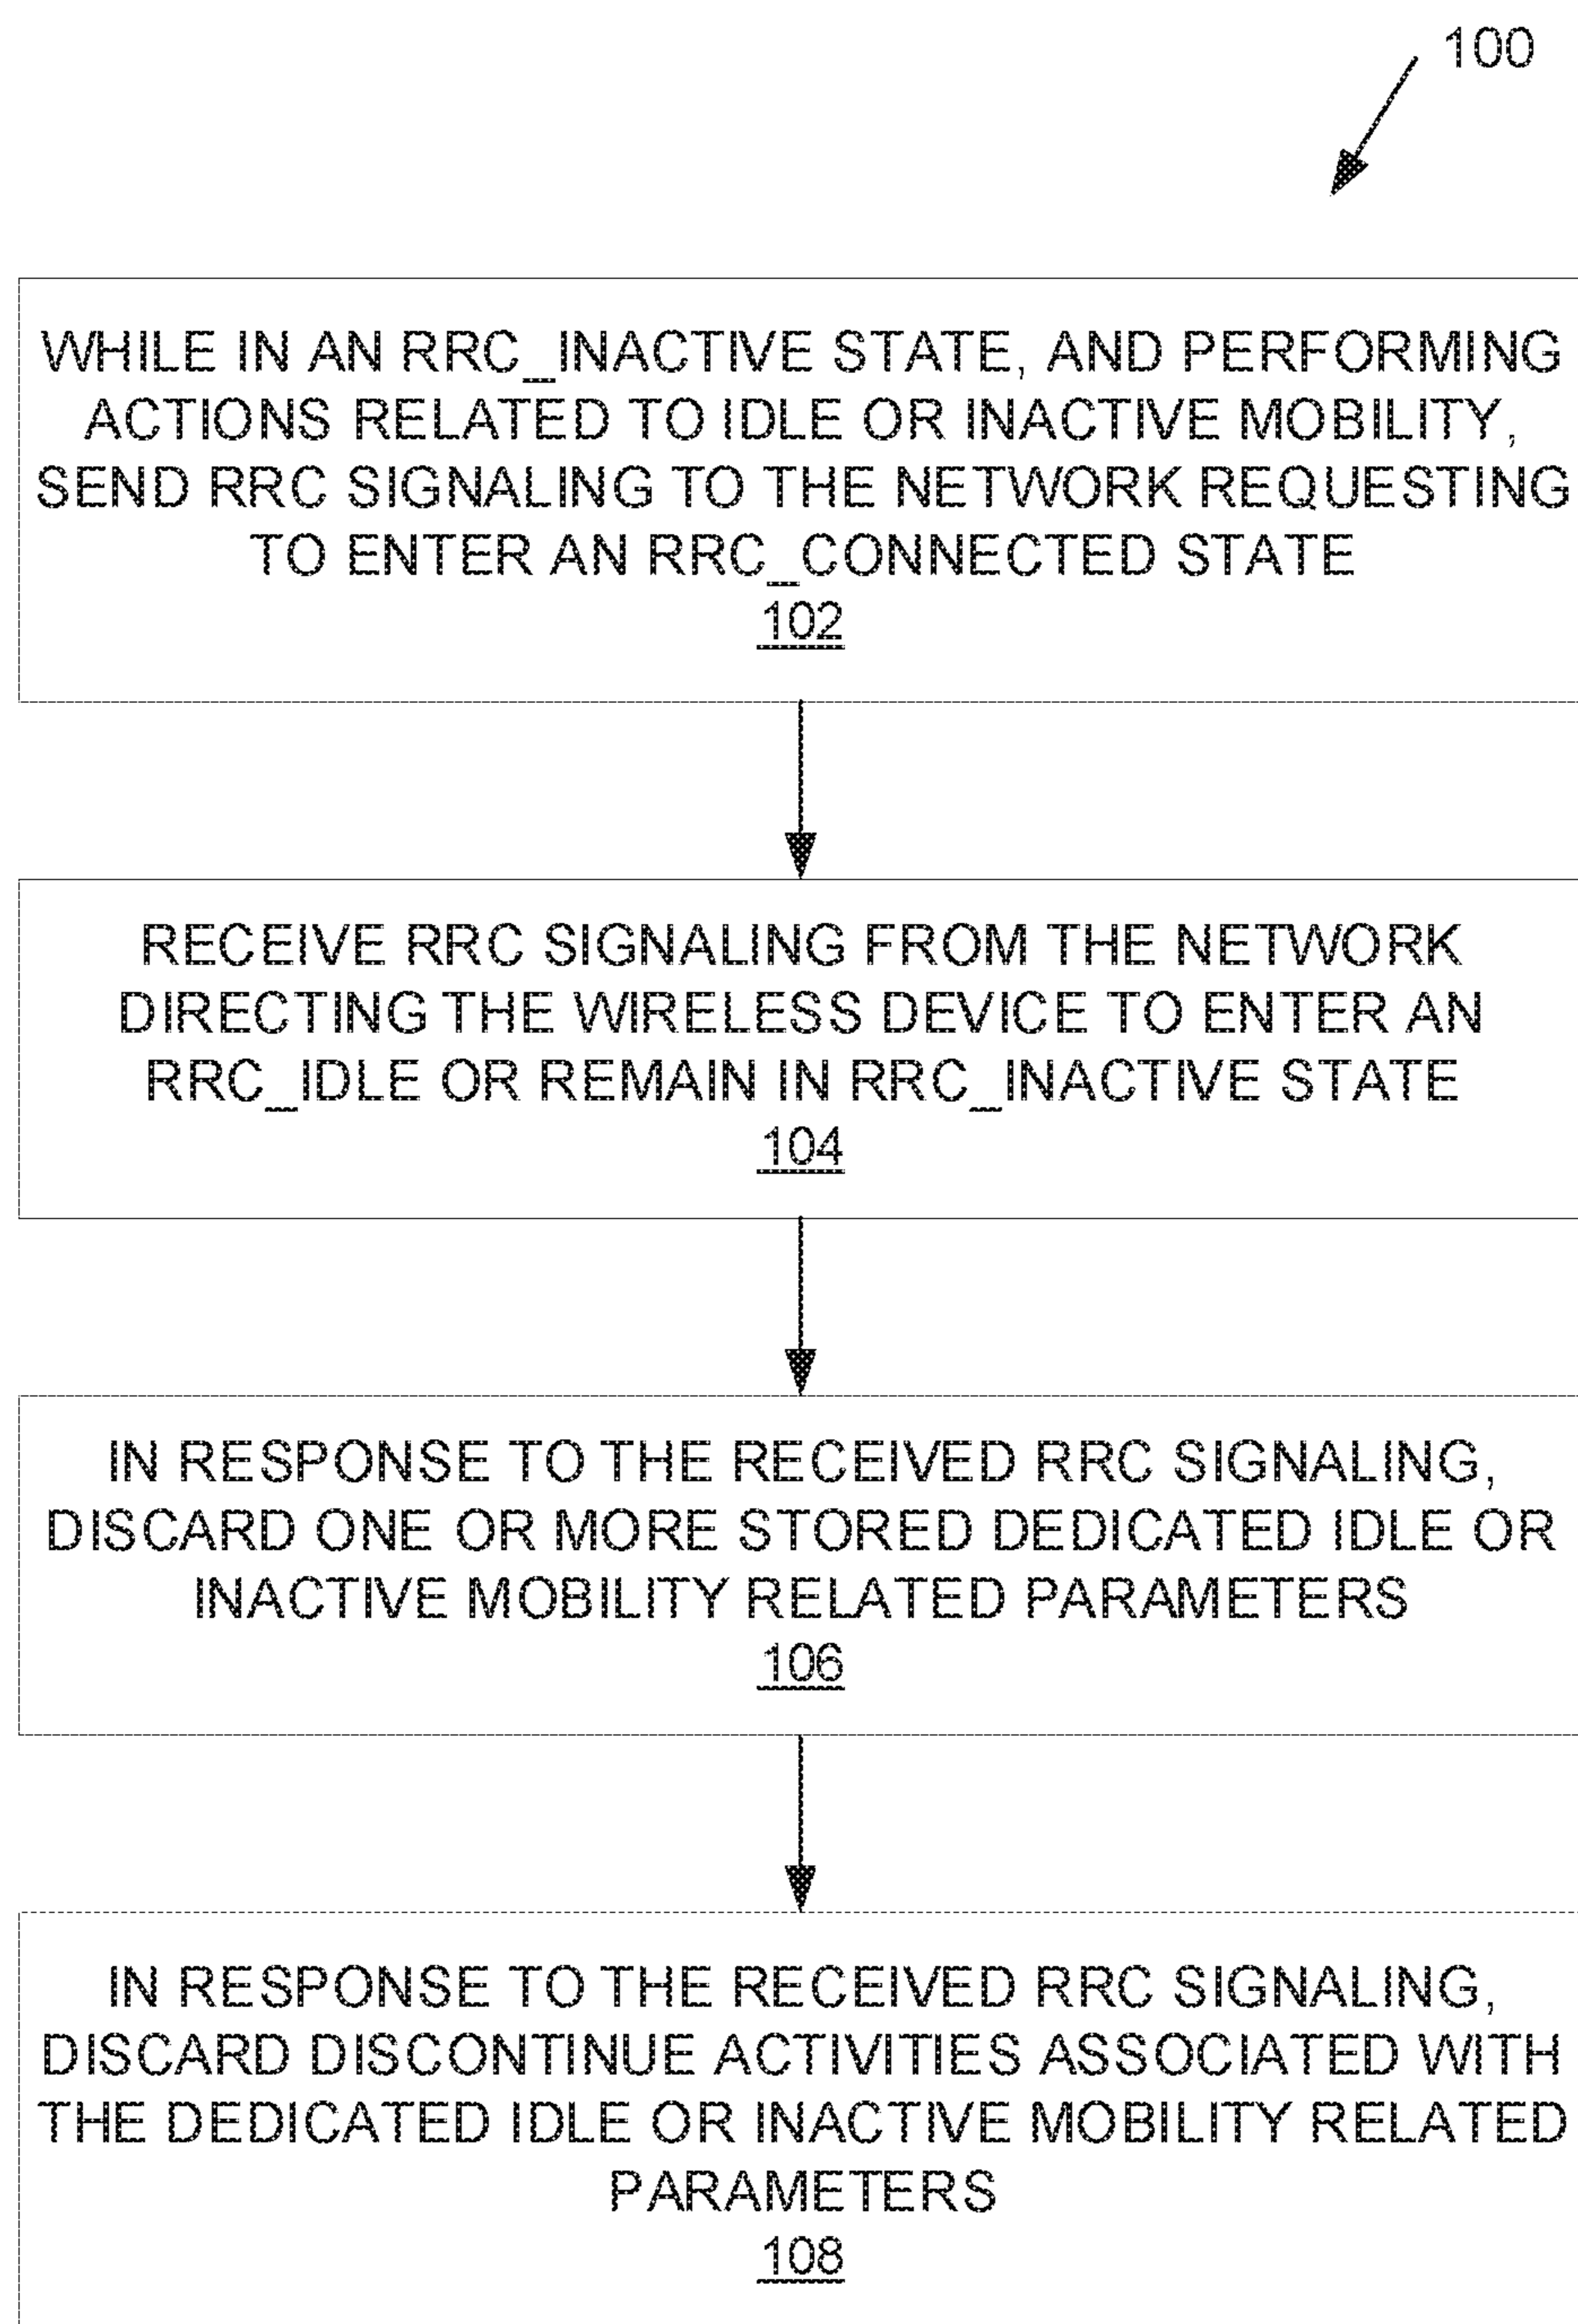 100
WHILE IN AN RRC_INACTIVE STATE, AND PERFORMING
ACTIONS RELATED TO IDLE OR INACTIVE MOBILITY,
SEND RRC SIGNALING TO THE NETWORK REQUESTING
TO ENTER AN RRC_CONNECTED STATE
102
RECEIVE RRC SIGNALING FROM THE NETWORK
DIRECTING THE WIRELESS DEVICE TO ENTER AN
RRC_IDLE OR REMAIN IN RRC_INACTIVE STATE
104
IN RESPONSE TO THE RECEIVED RRC SIGNALING,
DISCARD ONE OR MORE STORED DEDICATED IDLE OR
INACTIVE MOBILITY RELATED PARAMETERS
106
IN RESPONSE TO THE RECEIVED RRC SIGNALING,
DISCARD DISCONTINUE ACTIVITIES ASSOCIATED WITH
THE DEDICATED IDLE OR INACTIVE MOBILITY RELATED
PARAMETERS
108